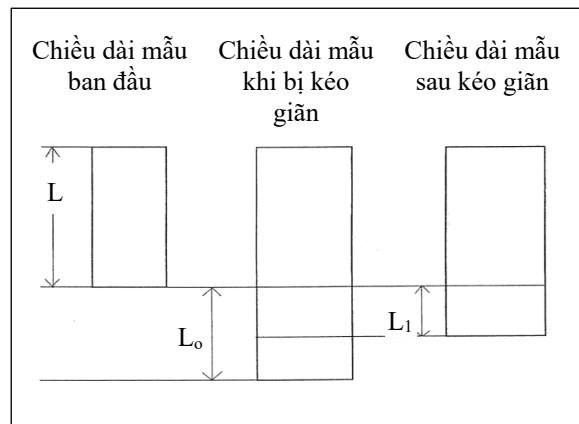 Chiều dài mẫu
ban đầu
Chiều dài mẫu
khi bị kéo
giãn
Chiều dài mẫu
sau kéo giãn
L
Lₒ
L₁